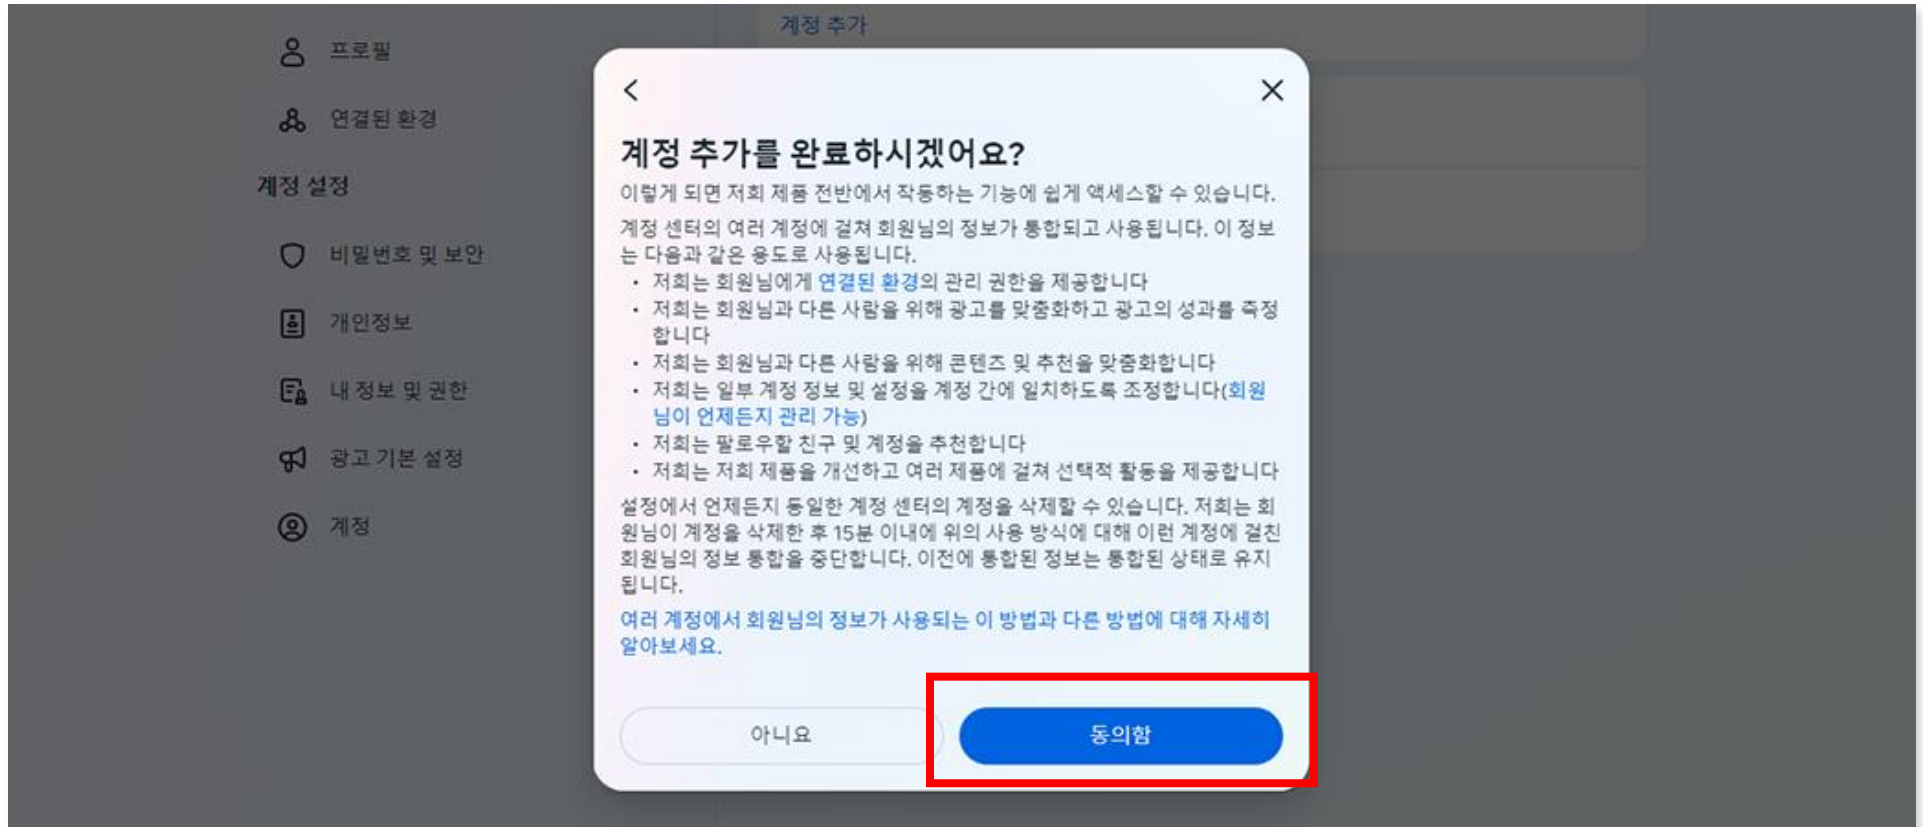 계정 추가
프로필
연결된 환경
계정 설정
비밀번호 및 보안
개인정보
내 정보 및 권한
광고 기본 설정
계정
계정 추가를 완료하시겠어요?
이렇게 되면 저희 제품 전반에서 작동하는 기능에 쉽게 액세스할 수 있습니다.
계정 센터의 여러 계정에 걸쳐 회원님의 정보가 통합되고 사용됩니다. 이 정보
는 다음과 같은 용도로 사용됩니다.
• 저희는 회원님에게 연결된 환경의 관리 권한을 제공합니다
• 저희는 회원님과 다른 사람을 위해 광고를 맞춤화하고 광고의 성과를 측정
합니다
• 저희는 회원님과 다른 사람을 위해 콘텐츠 및 추천을 맞춤화합니다
• 저희는 일부 계정 정보 및 설정을 계정 간에 일치하도록 조정합니다(회원
님이 언제든지 관리 가능)
• 저희는 팔로우할 친구 및 계정을 추천합니다
• 저희는 저희 제품을 개선하고 여러 제품에 걸쳐 선택적 활동을 제공합니다
설정에서 언제든지 동일한 계정 센터의 계정을 삭제할 수 있습니다. 저희는 회
원님이 계정을 삭제한 후 15분 이내에 위의 사용 방식에 대해 이런 계정에 걸친
회원님의 정보 통합을 중단합니다. 이전에 통합된 정보는 통합된 상태로 유지
됩니다.
여러 계정에서 회원님의 정보가 사용되는 이 방법과 다른 방법에 대해 자세히
알아보세요.
아니요
동의함